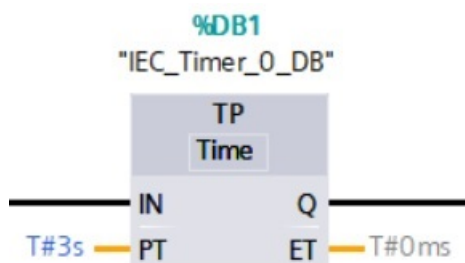 %DB1
"IEC_Timer_0_DB"
TP
Time
IN Q
T#3s PT ET T#0ms